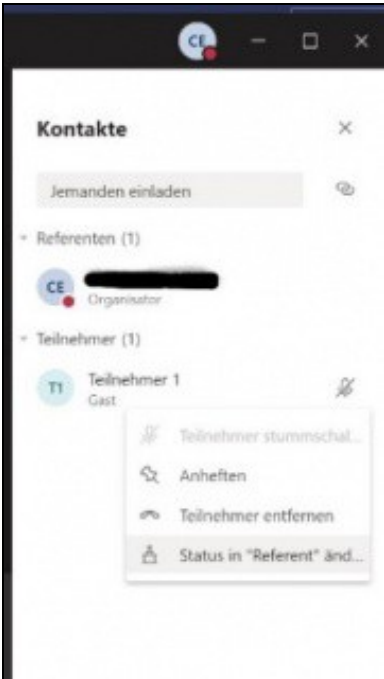 CE
Kontakte
Jemanden einladen
Referenten (1)
CE
Organisator
Teilnehmer (1)
T1 Teilnehmer 1
Gast
Teilnehmer stummschal...
Anheften
Teilnehmer entfernen
Status in "Referent" änd...